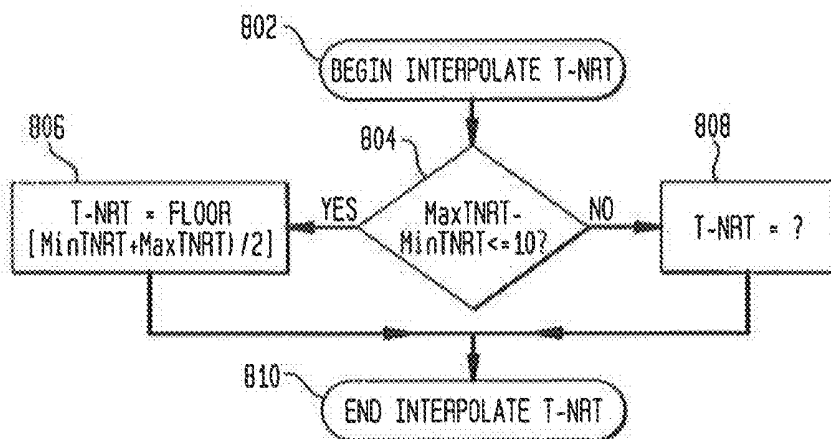 802
BEGIN INTERPOLATE T-NRT
806
804
808
T-NRT = FLOOR
[MinTNRT+MaxTNRT)/2]
YES
MaxTNRT-
MinTNRT<=10?
NO
T-NRT = ?
810
END INTERPOLATE T-NRT